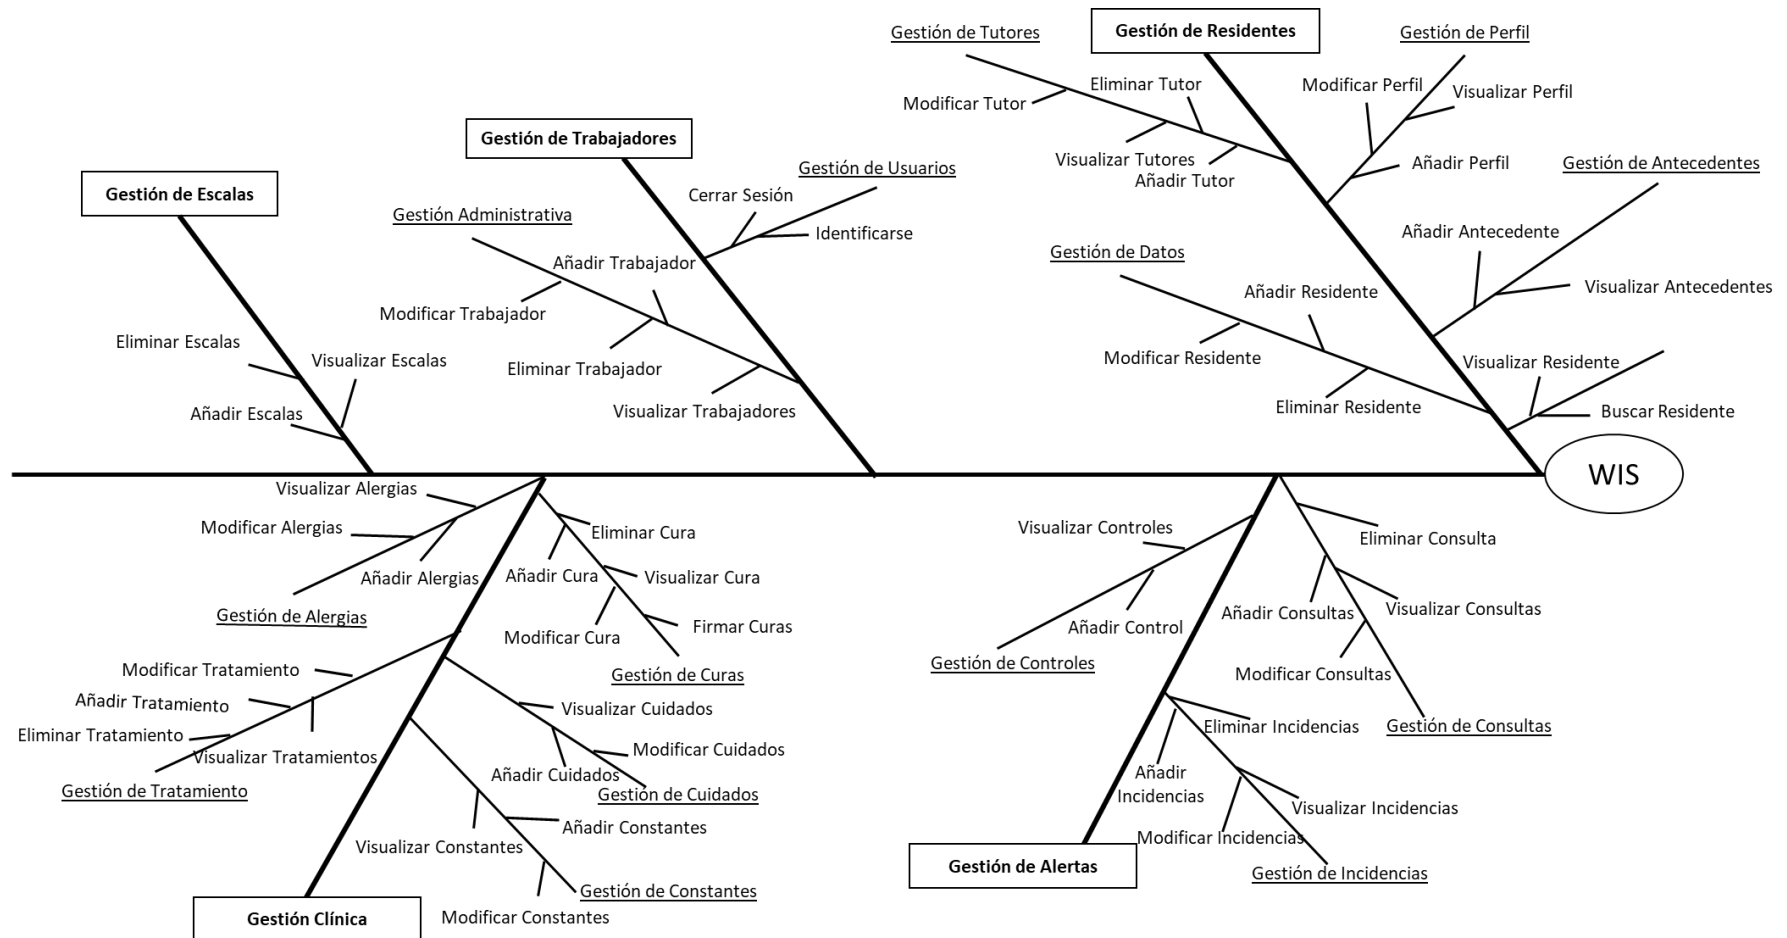 Gestión de Tutores
Gestión de Residentes
Gestión de Perfil
Eliminar Tutor
Modificar Perfil
Visualizar Perfil
Modificar Tutor
Gestión de Trabajadores
Visualizar Tutores
Añadir Perfil
Gestión de Antecedentes
Añadir Tutor
Gestión de Usuarios
Gestión de Escalas
Cerrar Sesión
Gestión Administrativa
Identificarse
Añadir Antecedente
Gestión de Datos
Añadir Trabajador
Añadir Residente
Visualizar Antecedentes
Modificar Trabajador
Eliminar Escalas
Visualizar Escalas
Modificar Residente
Visualizar Residente
Eliminar Trabajador
Añadir Escalas
Visualizar Trabajadores
Eliminar Residente
Buscar Residente
WIS
Visualizar Alergias
Modificar Alergias
Eliminar Cura
Visualizar Controles
Eliminar Consulta
Añadir Alergias
Añadir Cura
Visualizar Cura
Gestión de Alergias
Añadir Control
Añadir Consultas
Visualizar Consultas
Modificar Cura
Firmar Curas
Gestión de Controles
Modificar Tratamiento
Gestión de Curas
Modificar Consultas
Añadir Tratamiento
Visualizar Cuidados
Eliminar Tratamiento
Eliminar Incidencias
Gestión de Consultas
Visualizar Tratamientos
Modificar Cuidados
Añadir Cuidados
Añadir
Incidencias
Gestión de Tratamiento
Gestión de Cuidados
Visualizar Incidencias
Añadir Constantes
Visualizar Constantes
Modificar Incidencias
Gestión de Alertas
Gestión de Incidencias
Gestión de Constantes
Gestión Clínica
Modificar Constantes